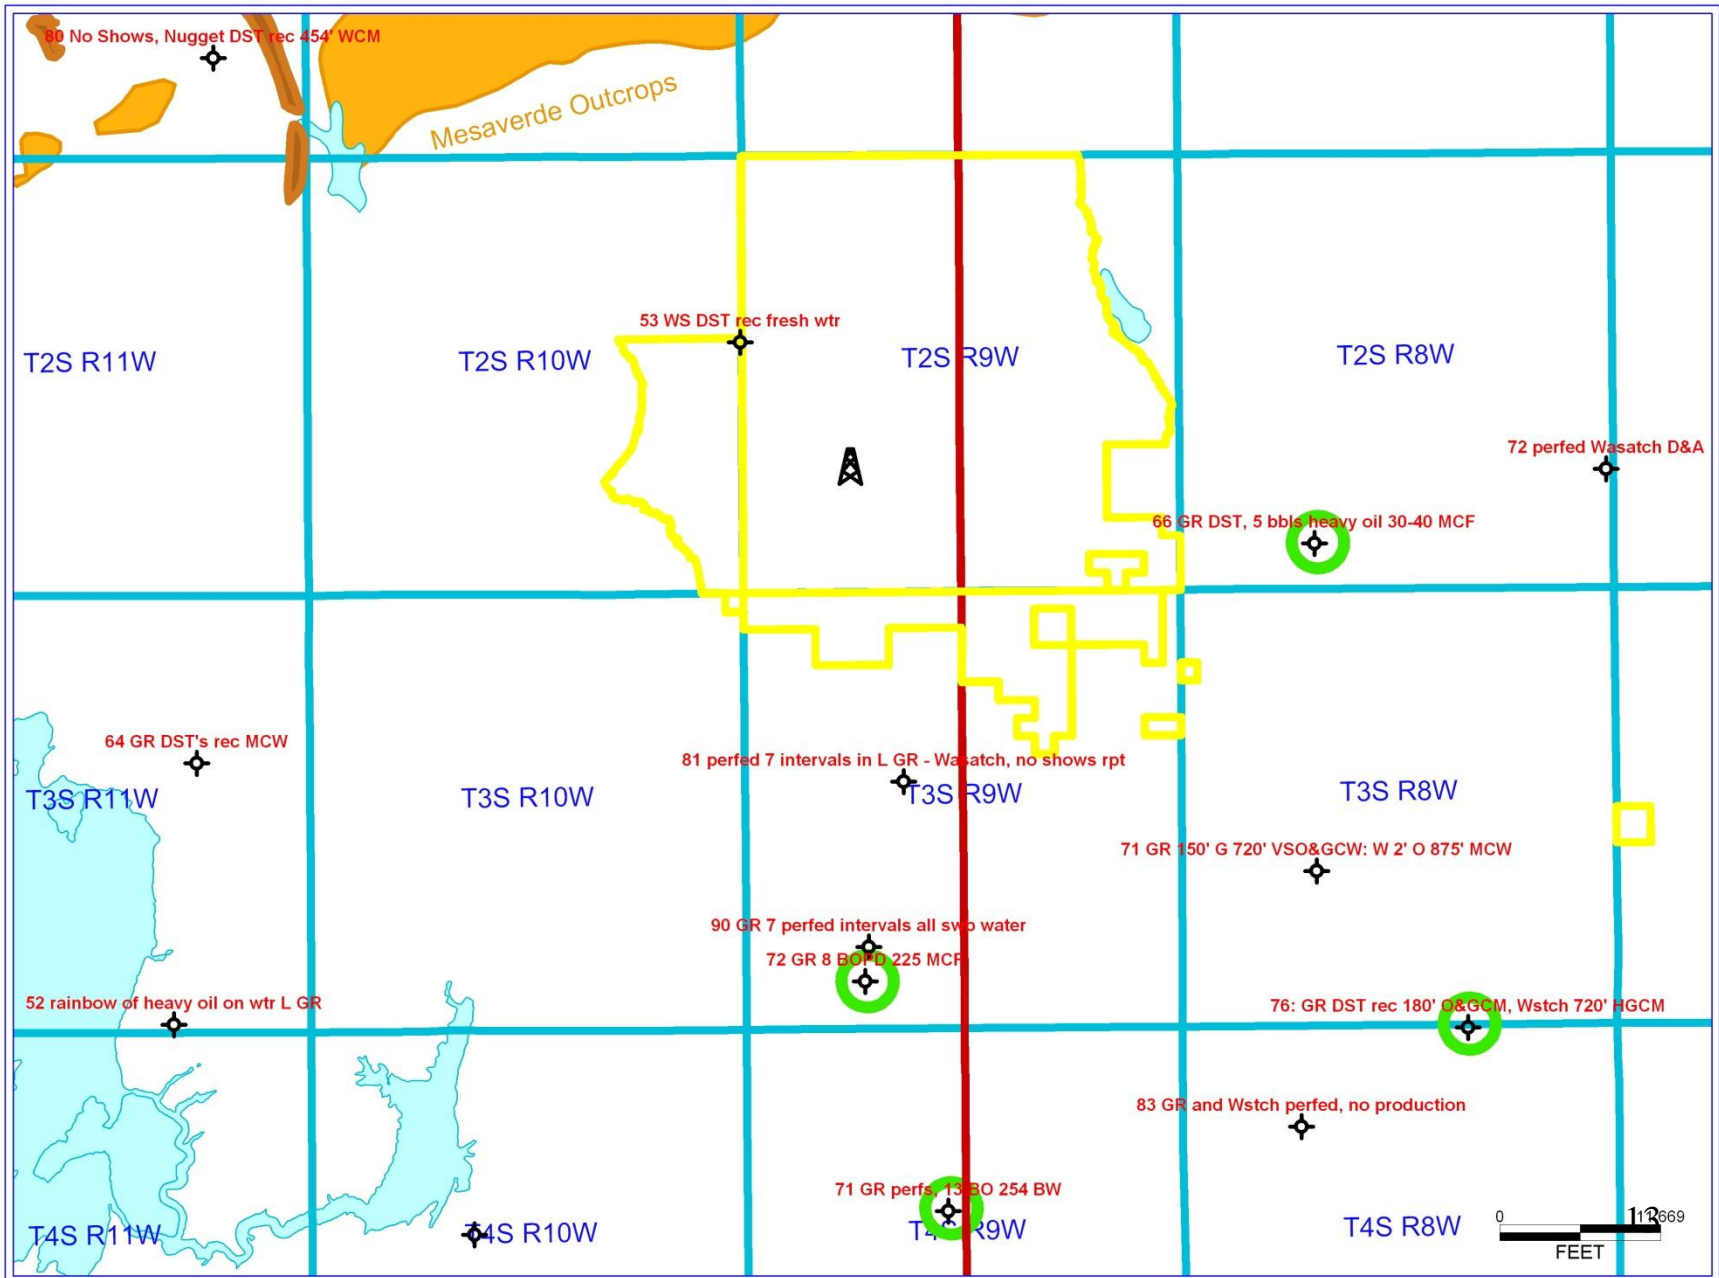 80 No Shows, Nugget DST rec 454' WCM
Mesaverde Outcrops
53 WS DST rec fresh wtr
T2S R11W
T2S R10W
T2S R9W
T2S R8W
72 perfed Wasatch D&A
66 GR DST, 5 bbls heavy oil 30-40 MCF
64 GR DST's rec MCW
81 perfed 7 intervals in L GR - Wasatch, no shows rpt
T3S R11W
T3S R10W
T3S R9W
T3S R8W
71 GR 150' G 720' VSO&GCW: W 2' O 875' MCW
90 GR 7 perfed intervals all swb water
72 GR 8 BOPD 225 MCF
52 rainbow of heavy oil on wtr L GR
76: GR DST rec 180' O&GCM, Wstch 720' HGCM
83 GR and Wstch perfed, no production
71 GR perfs, 13 BO 254 BW
T4S R11W
T4S R10W
T4S R9W
T4S R8W
0
13
FEET